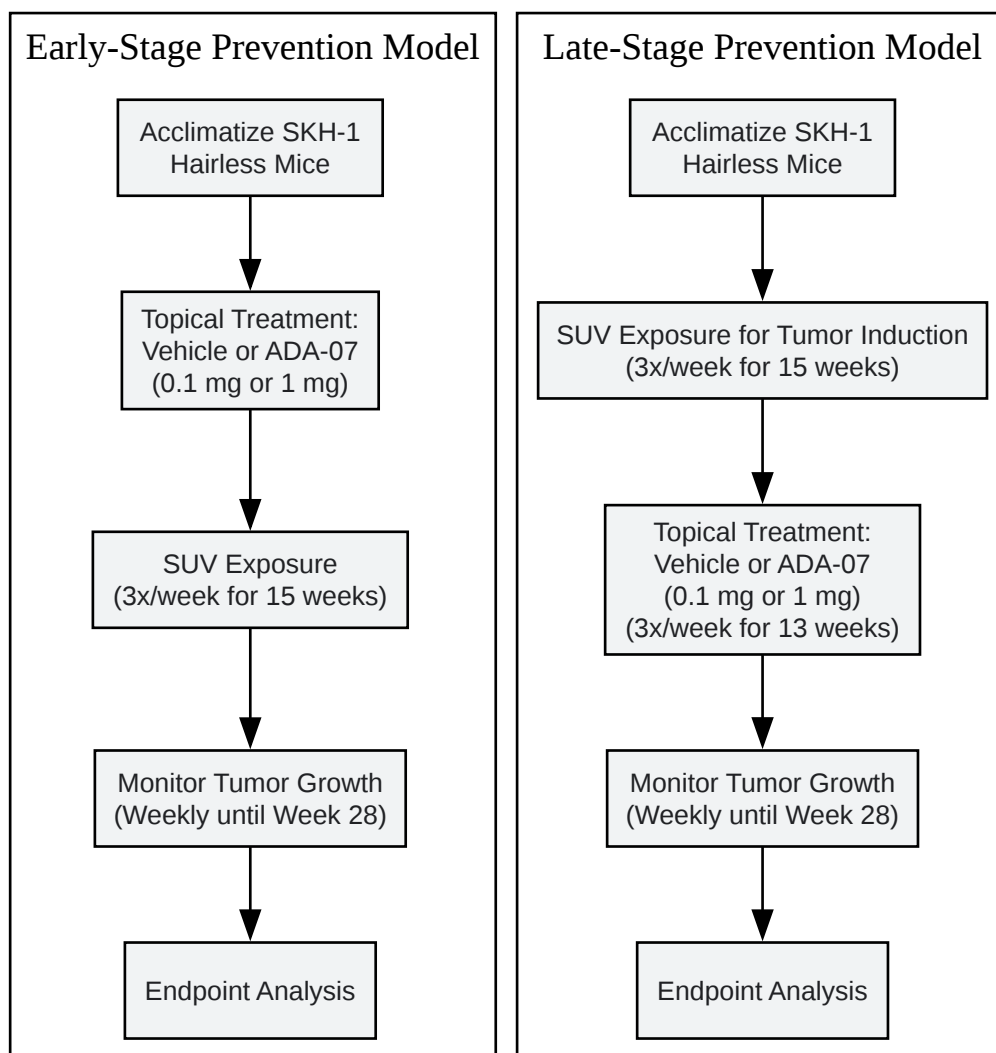 Early-Stage Prevention Model
Acclimatize SKH-1
Hairless Mice
Topical Treatment:
Vehicle or ADA-07
(0.1 mg or 1 mg)
SUV Exposure
(3x/week for 15 weeks)
Monitor Tumor Growth
(Weekly until Week 28)
Endpoint Analysis
Late-Stage Prevention Model
Acclimatize SKH-1
Hairless Mice
SUV Exposure for Tumor Induction
(3x/week for 15 weeks)
Topical Treatment:
Vehicle or ADA-07
(0.1 mg or 1 mg)
(3x/week for 13 weeks)
Monitor Tumor Growth
(Weekly until Week 28)
Endpoint Analysis